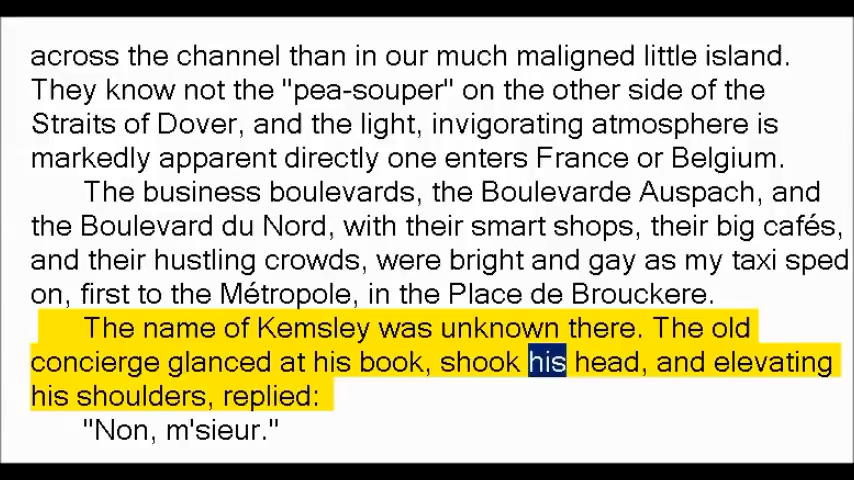 across the channel than in our much maligned little island.
They know not the "pea-souper" on the other side of the
Straits of Dover, and the light, invigorating atmosphere is
markedly apparent directly one enters France or Belgium.
The business boulevards, the Boulevarde Auspach, and
the Boulevard du Nord, with their smart shops, their big cafés,
and their hustling crowds, were bright and gay as my taxi sped
on, first to the Métropole, in the Place de Brouckere.
The name of Kemsley was unknown there. The old
concierge glanced at his book, shook his head, and elevating
his shoulders, replied:
"Non, m'sieur."